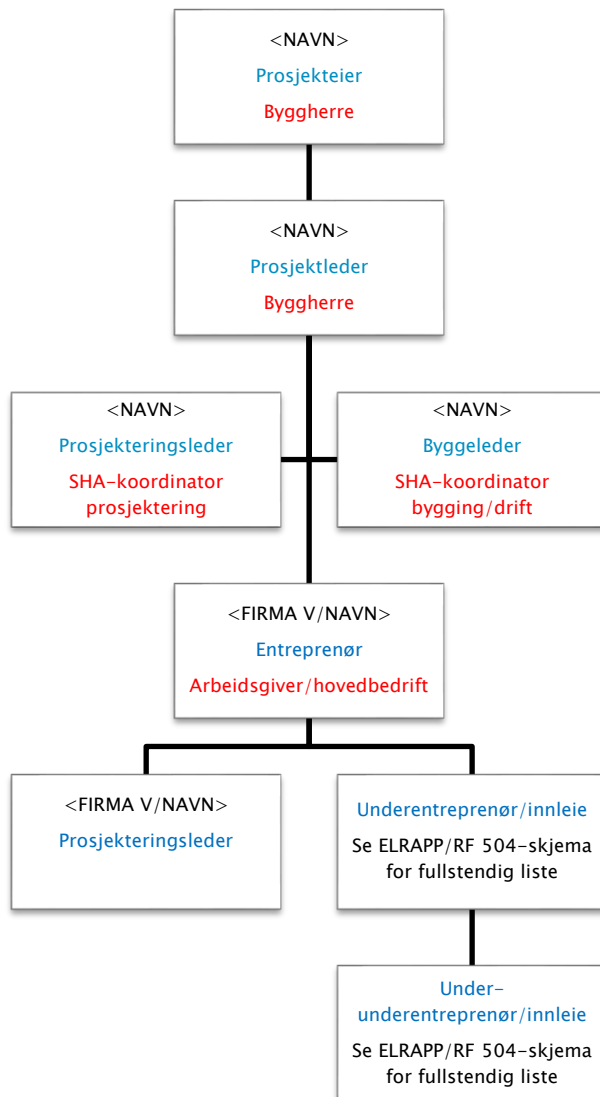 <NAVN>
Prosjekteier
Byggherre
<NAVN>
Prosjektleder
Byggherre
<NAVN>
Prosjekteringsleder
SHA-koordinator
prosjektering
<NAVN>
Byggeleder
SHA-koordinator
bygging/drift
<FIRMA V/NAVN>
Entreprenør
Arbeidsgiver/hovedbedrift
<FIRMA V/NAVN>
Prosjekteringsleder
Underentreprenør/innleie
Se ELRAPP/RF 504-skjema
for fullstendig liste
Under-
underentreprenør/innleie
Se ELRAPP/RF 504-skjema
for fullstendig liste